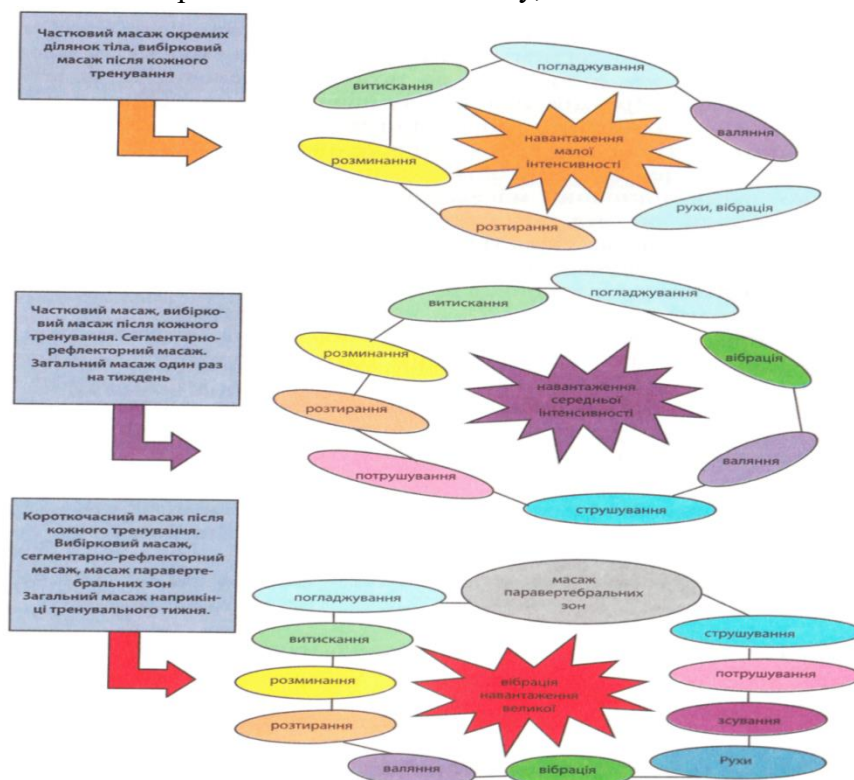 Частковий масаж окремих
ділянок тіла, вибірковий
масаж після кожного
тренування
погладжування
витискання
валяння
навантаження
малої
інтенсивності
розминання
рухи, вібрація
розтирання
Частковий масаж, вибірко-
вий масаж після кожного
тренування. Сегментарно-
рефлекторний масаж.
Загальний масаж один раз
на тиждень
погладжування
витискання
розминання
вібрація
навантаження
середньої
інтенсивності
розтирання
валяння
потрушування
струшування
Короткочасний масаж після
кожного тренування.
Вибірковий масаж,
сегментарно-рефлекторний
масаж, масаж паравертe-
бральних зон
Загальний масаж наприкін-
ці тренувального тижня.
масаж
паравертебральних
зон
погладжування
струшування
витискання
потрушування
вібрація
навантаження
великої
розминання
зсування
розтирання
Рухи
валяння
вібрація